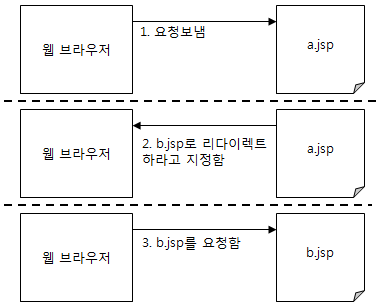 웹 브라우저
1. 요청보냄
a.jsp
웹 브라우저
2. b.jsp로 리다이렉트
하라고 지정함
a.jsp
웹 브라우저
3. b.jsp를 요청함
b.jsp